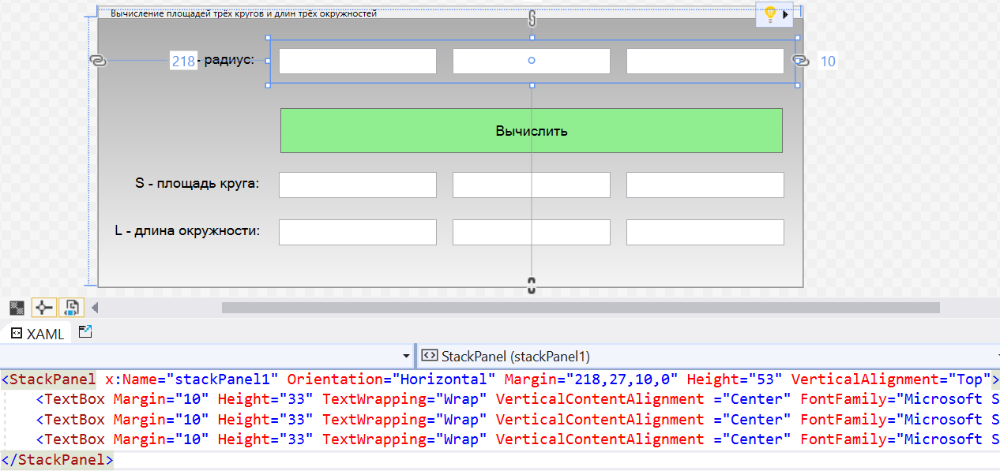 Вычисление площадей трёх кругов и длин трёх окружностей
218 - радиус: 10
Вычислить
S - площадь круга:
L - длина окружности:
XAML
StackPanel (stackPanel1)
<StackPanel x:Name="stackPanel1" Orientation="Horizontal" Margin="218,27,10,0" Height="53" VerticalAlignment="Top">
<TextBox Margin="10" Height="33" TextWrapping="Wrap" VerticalContentAlignment ="Center" FontFamily="Microsoft S
<TextBox Margin="10" Height="33" TextWrapping="Wrap" VerticalContentAlignment ="Center" FontFamily="Microsoft S
<TextBox Margin="10" Height="33" TextWrapping="Wrap" VerticalContentAlignment ="Center" FontFamily="Microsoft S
</StackPanel>